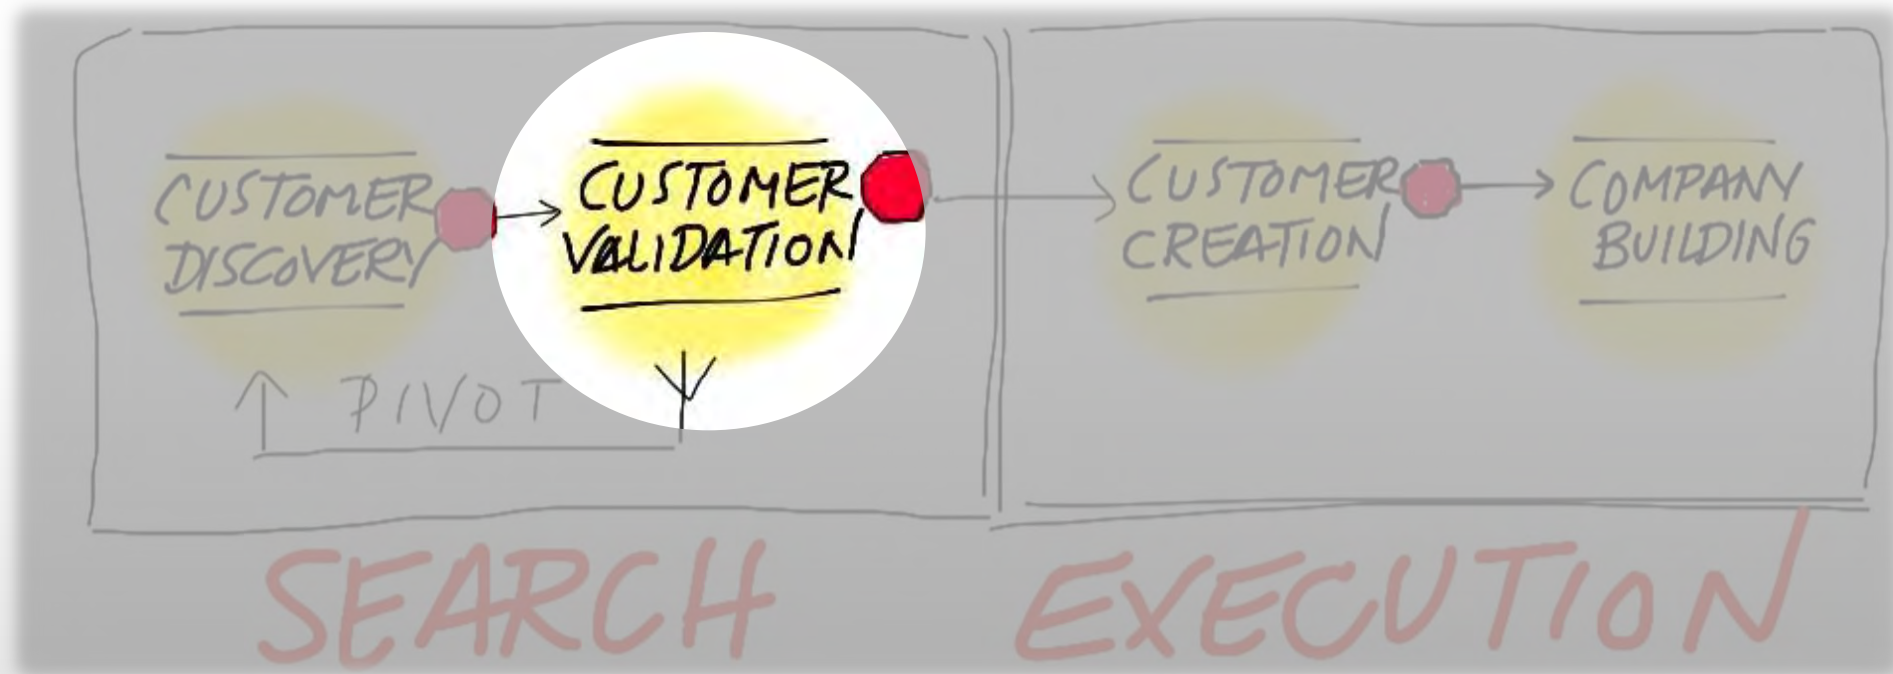 CUSTOMER
DISCOVERY
CUSTOMER
VALIDATION
CUSTOMER
CREATION
COMPANY
BUILDING
PIVOT
SEARCH
EXECUTION